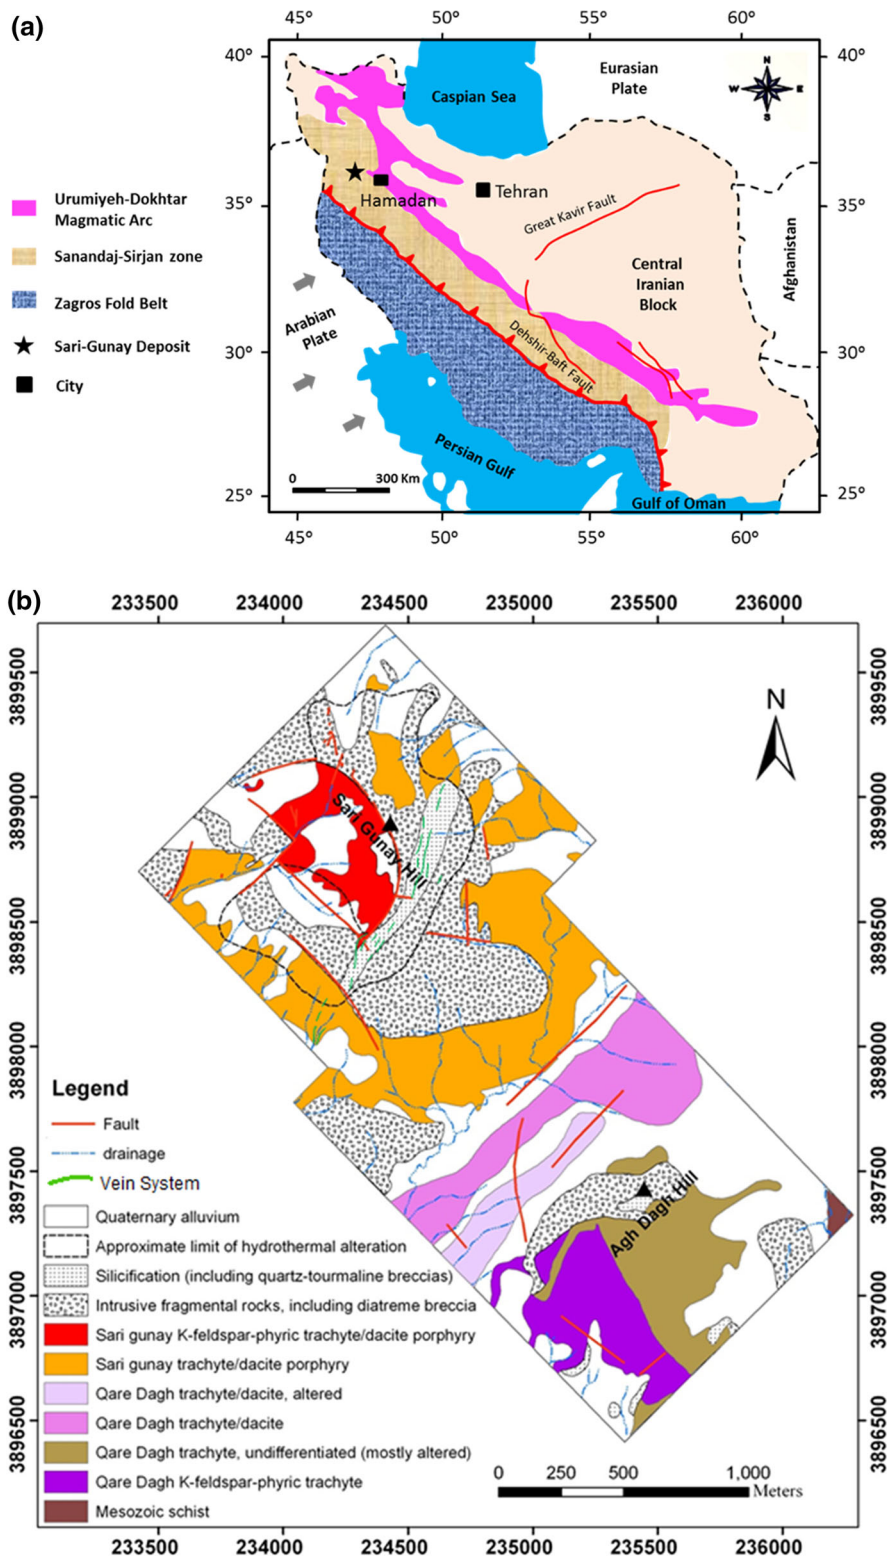 (a)
45° 50° 55° 60°
40° 40°
Caspian Sea
Eurasian
Plate
N
W E
S
Tehran
Hamadan
35° 35°
Great Kavir Fault
Urumiyeh-Dokhtar
Magmatic Arc
Sanandaj-Sirjan zone
Zagros Fold Belt
Sari-Gunay Deposit
City
Central
Iranian
Block
Afghanistan
Arabian
Plate
Dehshir-Baft Fault
30° 30°
Persian Gulf
0 300 Km
25° 25°
Gulf of Oman
45° 50° 55° 60°
(b)
233500 234000 234500 235000 235500 236000
3899500 3899500
N
3899000 3899000
Sari Gunay Hill
3898500 3898500
3898000 3898000
Legend
Fault
drainage
Vein System
Quaternary alluvium
Approximate limit of hydrothermal alteration
Silicification (including quartz-tourmaline breccias)
Intrusive fragmental rocks, including diatreme breccia
Sari gunay K-feldspar-phyric trachyte/dacite porphyry
Sari gunay trachyte/dacite porphyry
Qare Dagh trachyte/dacite, altered
Qare Dagh trachyte/dacite
Qare Dagh trachyte, undifferentiated (mostly altered)
Qare Dagh K-feldspar-phyric trachyte
Mesozoic schist
3897500 3897500
Agh Dagh Hill
3897000 3897000
3896500 3896500
0 250 500 1,000
Meters
233500 234000 234500 235000 235500 236000